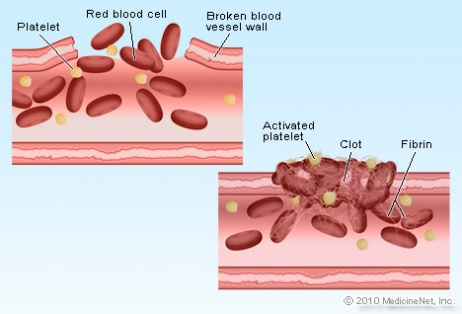 Platelet
Red blood cell
Broken blood
vessel wall
Activated
platelet
Clot
Fibrin
© 2010 MedicineNet, Inc.